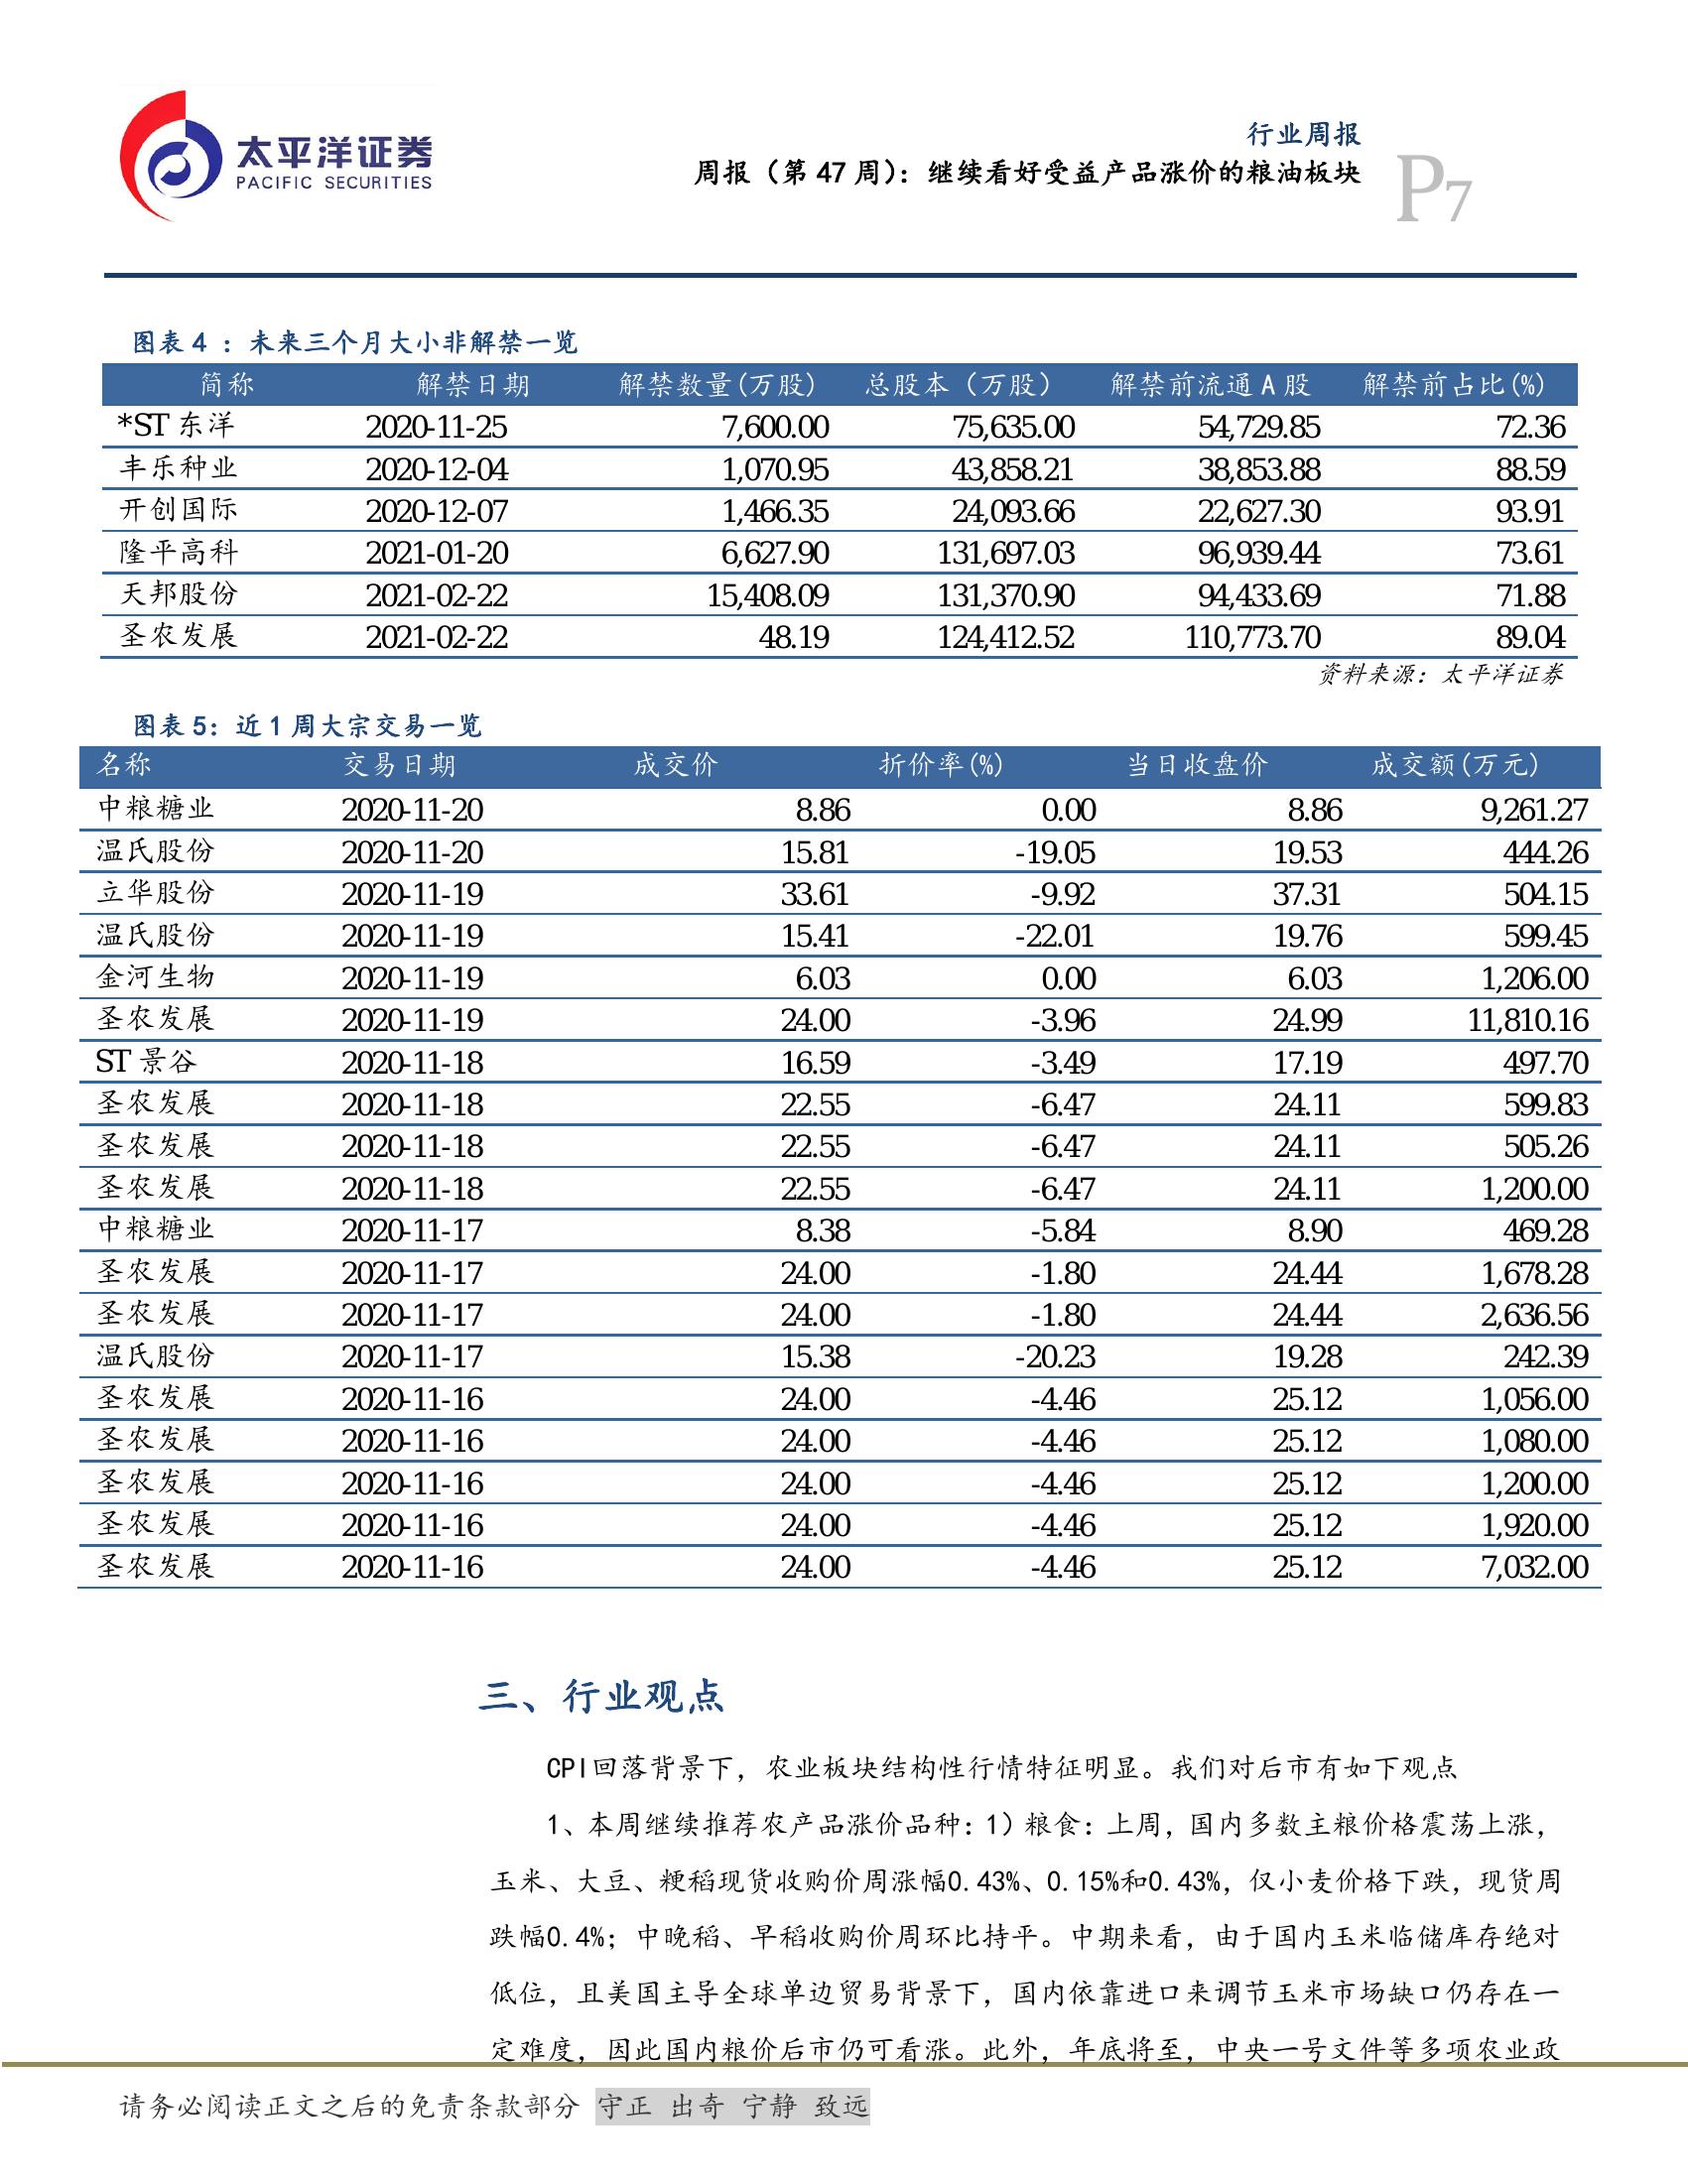 太平洋证券
PACIFIC SECURITIES
行业周报
周报（第 47 周）：继续看好受益产品涨价的粮油板块
P7
图表 4 ：未来三个月大小非解禁一览
简称 解禁日期 解禁数量(万股) 总股本（万股） 解禁前流通 A 股 解禁前占比(%)
*ST 东洋 2020-11-25 7,600.00 75,635.00 54,729.85 72.36
丰乐种业 2020-12-04 1,070.95 43,858.21 38,853.88 88.59
开创国际 2020-12-07 1,466.35 24,093.66 22,627.30 93.91
隆平高科 2021-01-20 6,627.90 131,697.03 96,939.44 73.61
天邦股份 2021-02-22 15,408.09 131,370.90 94,433.69 71.88
圣农发展 2021-02-22 48.19 124,412.52 110,773.70 89.04
资料来源：太平洋证券
图表 5：近 1 周大宗交易一览
名称 交易日期 成交价 折价率(%) 当日收盘价 成交额(万元)
中粮糖业 2020-11-20 8.86 0.00 8.86 9,261.27
温氏股份 2020-11-20 15.81 -19.05 19.53 444.26
立华股份 2020-11-19 33.61 -9.92 37.31 504.15
温氏股份 2020-11-19 15.41 -22.01 19.76 599.45
金河生物 2020-11-19 6.03 0.00 6.03 1,206.00
圣农发展 2020-11-19 24.00 -3.96 24.99 11,810.16
ST 景谷 2020-11-18 16.59 -3.49 17.19 497.70
圣农发展 2020-11-18 22.55 -6.47 24.11 599.83
圣农发展 2020-11-18 22.55 -6.47 24.11 505.26
圣农发展 2020-11-18 22.55 -6.47 24.11 1,200.00
中粮糖业 2020-11-17 8.38 -5.84 8.90 469.28
圣农发展 2020-11-17 24.00 -1.80 24.44 1,678.28
圣农发展 2020-11-17 24.00 -1.80 24.44 2,636.56
温氏股份 2020-11-17 15.38 -20.23 19.28 242.39
圣农发展 2020-11-16 24.00 -4.46 25.12 1,056.00
圣农发展 2020-11-16 24.00 -4.46 25.12 1,080.00
圣农发展 2020-11-16 24.00 -4.46 25.12 1,200.00
圣农发展 2020-11-16 24.00 -4.46 25.12 1,920.00
圣农发展 2020-11-16 24.00 -4.46 25.12 7,032.00
三、行业观点
CPI回落背景下，农业板块结构性行情特征明显。我们对后市有如下观点
1、本周继续推荐农产品涨价品种：1）粮食：上周，国内多数主粮价格震荡上涨，
玉米、大豆、粳稻现货收购价周涨幅0.43%、0.15%和0.43%，仅小麦价格下跌，现货周
跌幅0.4%；中晚稻、早稻收购价周环比持平。中期来看，由于国内玉米临储库存绝对
低位，且美国主导全球单边贸易背景下，国内依靠进口来调节玉米市场缺口仍存在一
定难度，因此国内粮价后市仍可看涨。此外，年底将至，中央一号文件等多项农业政
请务必阅读正文之后的免责条款部分 守正 出奇 宁静 致远